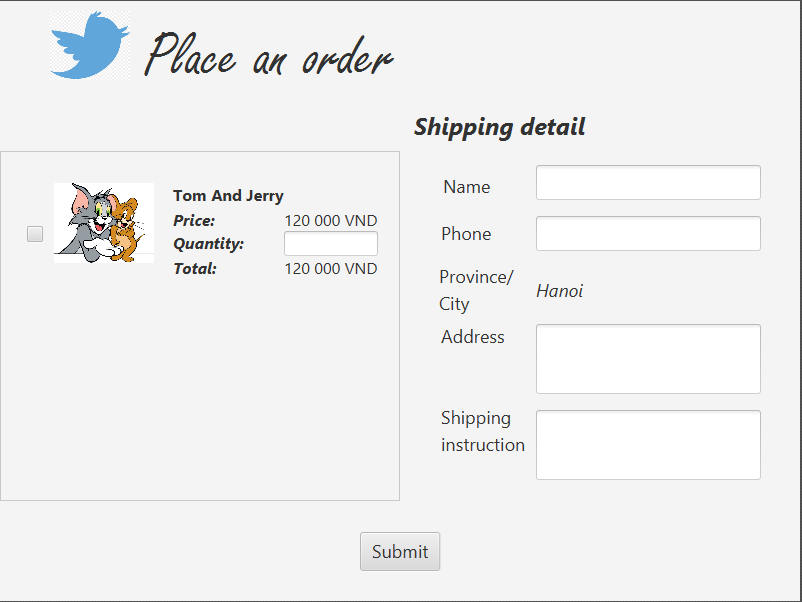 Place an order
Shipping detail
Tom And Jerry
Price: 120 000 VND
Quantity:
Total: 120 000 VND
Name
Phone
Province/
City
Hanoi
Address
Shipping
instruction
Submit